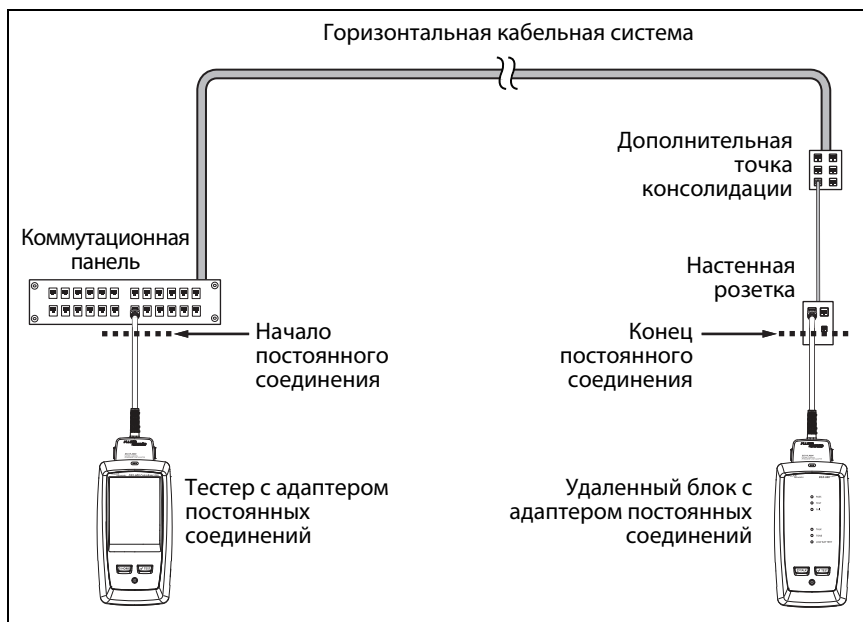 Горизонтальная кабельная система
Дополнительная
точка
консолидации
Коммутационная
панель
Настенная
розетка
Начало
постоянного
соединения
Конец
постоянного
соединения
Тестер с адаптером
постоянных
соединений
Удаленный блок с
адаптером постоянных
соединений